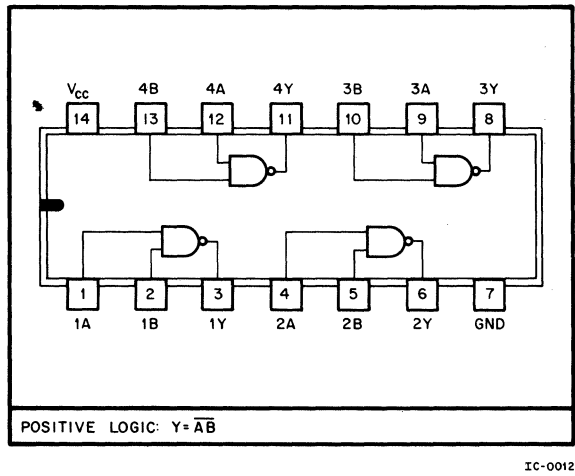 VCC 4B 4A 4Y 3B 3A 3Y
14 13 12 11 10 9 8
1 2 3 4 5 6 7
1A 1B 1Y 2A 2B 2Y GND
POSITIVE LOGIC: Y=A̅B̅
IC-0012